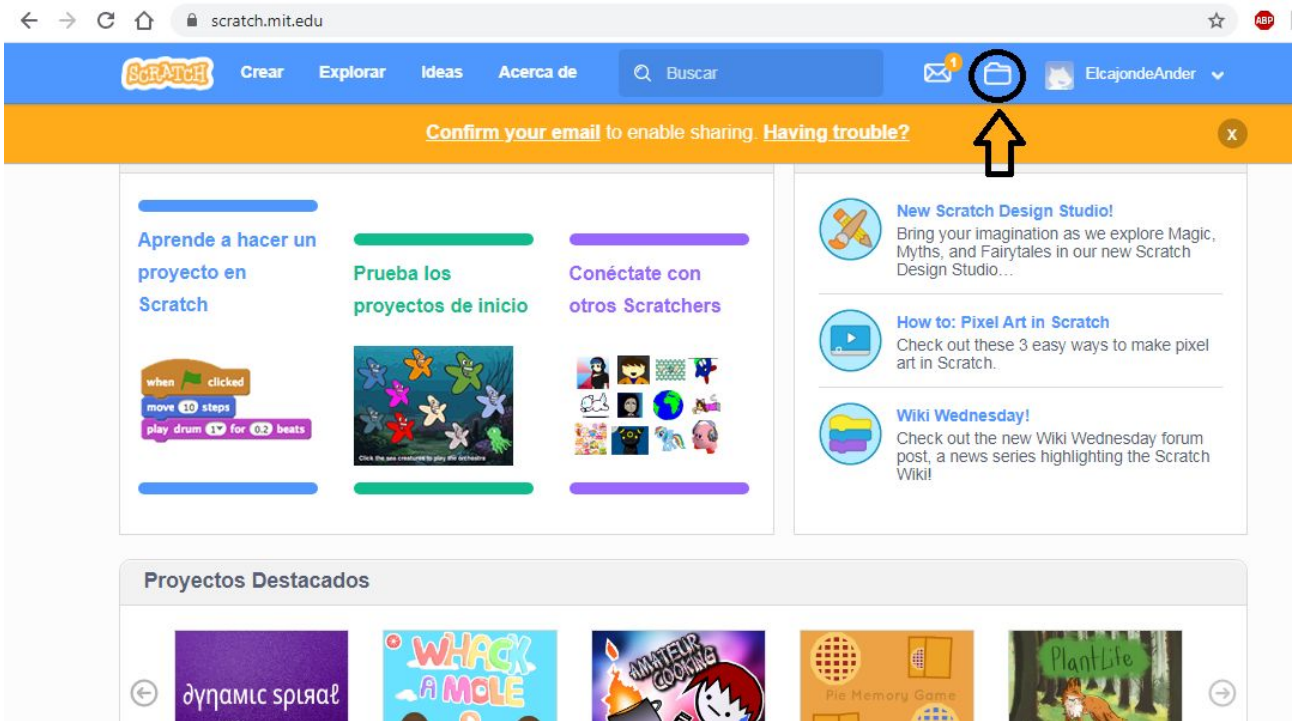 scratch.mit.edu
ABP
SCRATCH Crear Explorar Ideas Acerca de Buscar 1 ElcajondeAnder
Confirm your email to enable sharing. Having trouble? x
Aprende a hacer un
proyecto en
Scratch
when clicked
move 10 steps
play drum 1 for 0.2 beats
Prueba los
proyectos de inicio
Click the sea creatures to play the orchestra
Conéctate con
otros Scratchers
New Scratch Design Studio!
Bring your imagination as we explore Magic,
Myths, and Fairytales in our new Scratch
Design Studio…
How to: Pixel Art in Scratch
Check out these 3 easy ways to make pixel
art in Scratch.
Wiki Wednesday!
Check out the new Wiki Wednesday forum
post, a news series highlighting the Scratch
Wiki!
Proyectos Destacados
∂ynαmιc spιяαℓ
WHACK
A MOLE
AMATEUR
COOKING
Pie Memory Game
PlantLife